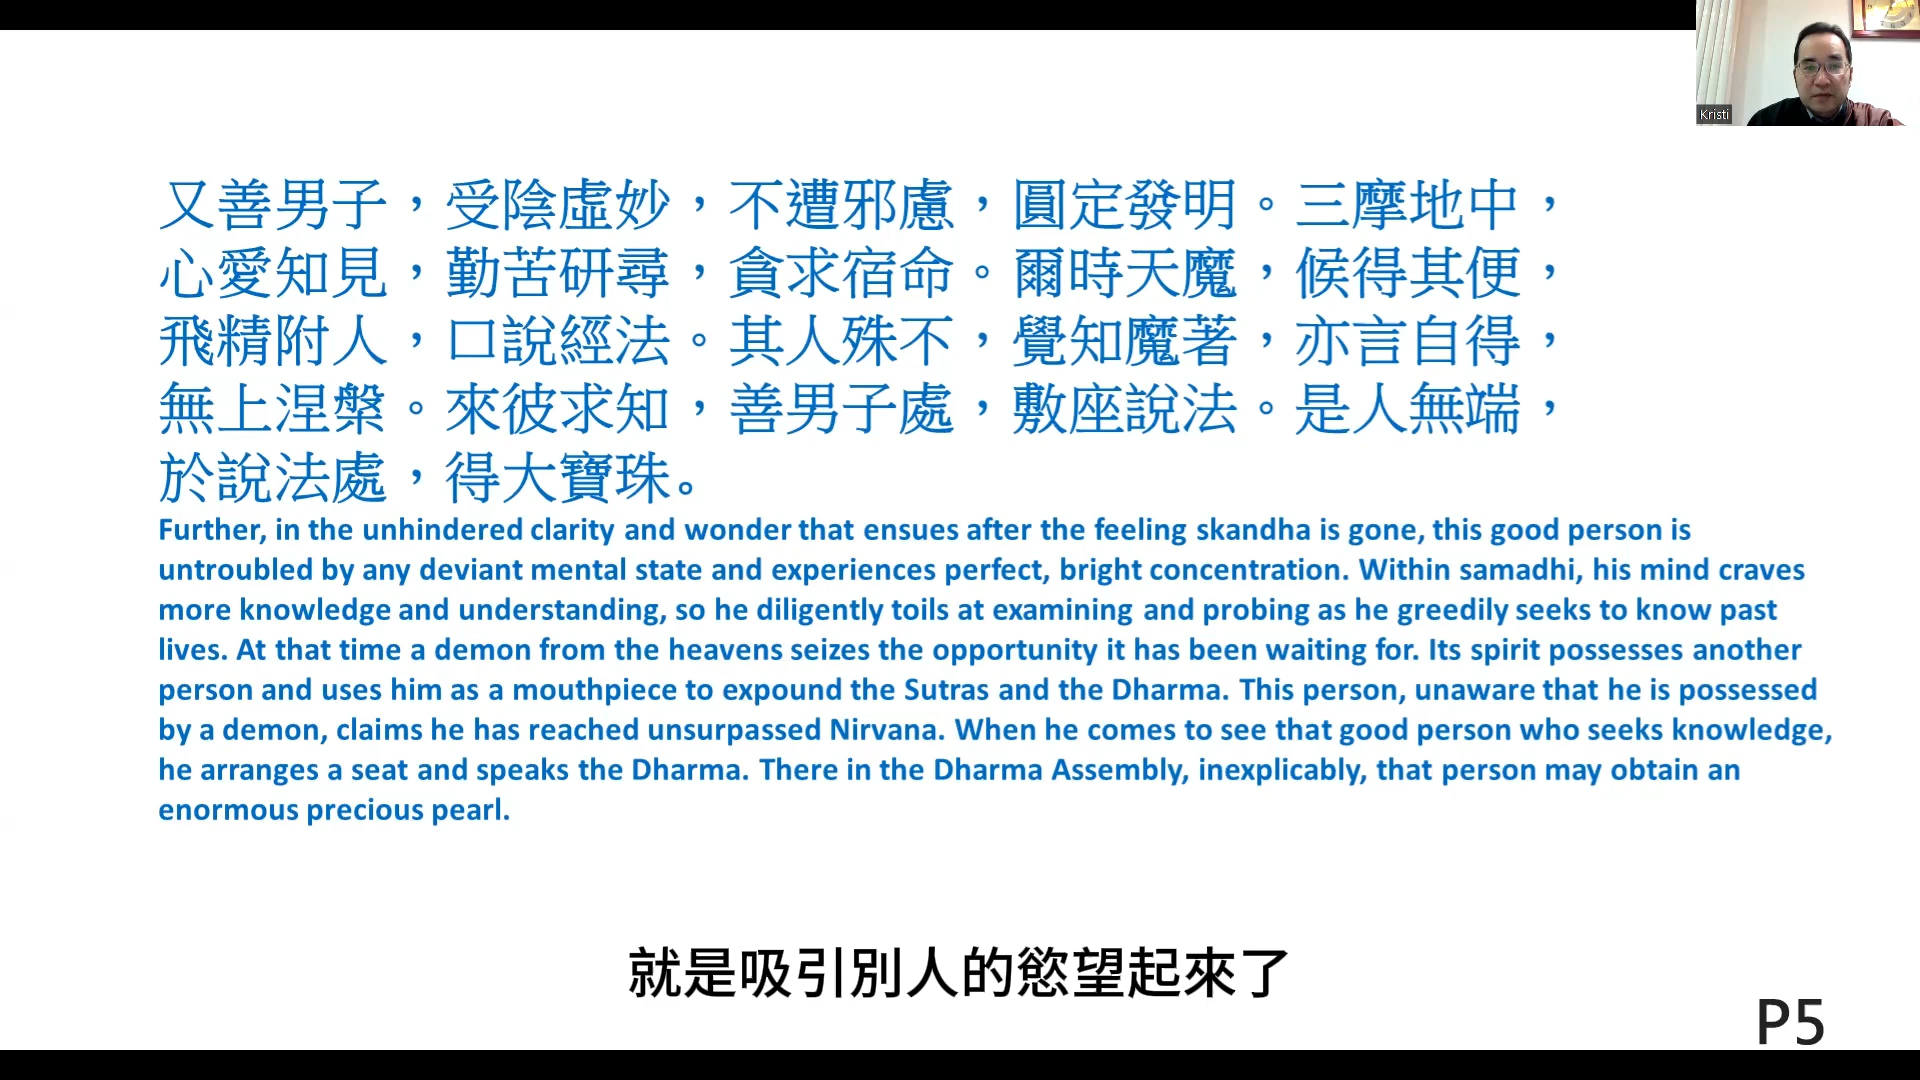 Kristi
又善男子，受陰虛妙，不遭邪慮，圓定發明。三摩地中，
心愛知見，勤苦研尋，貪求宿命。爾時天魔，候得其便，
飛精附人，口說經法。其人殊不，覺知魔著，亦言自得，
無上涅槃。來彼求知，善男子處，敷座說法。是人無端，
於說法處，得大寶珠。
Further, in the unhindered clarity and wonder that ensues after the feeling skandha is gone, this good person is
untroubled by any deviant mental state and experiences perfect, bright concentration. Within samadhi, his mind craves
more knowledge and understanding, so he diligently toils at examining and probing as he greedily seeks to know past
lives. At that time a demon from the heavens seizes the opportunity it has been waiting for. Its spirit possesses another
person and uses him as a mouthpiece to expound the Sutras and the Dharma. This person, unaware that he is possessed
by a demon, claims he has reached unsurpassed Nirvana. When he comes to see that good person who seeks knowledge,
he arranges a seat and speaks the Dharma. There in the Dharma Assembly, inexplicably, that person may obtain an
enormous precious pearl.
就是吸引別人的慾望起來了
P5